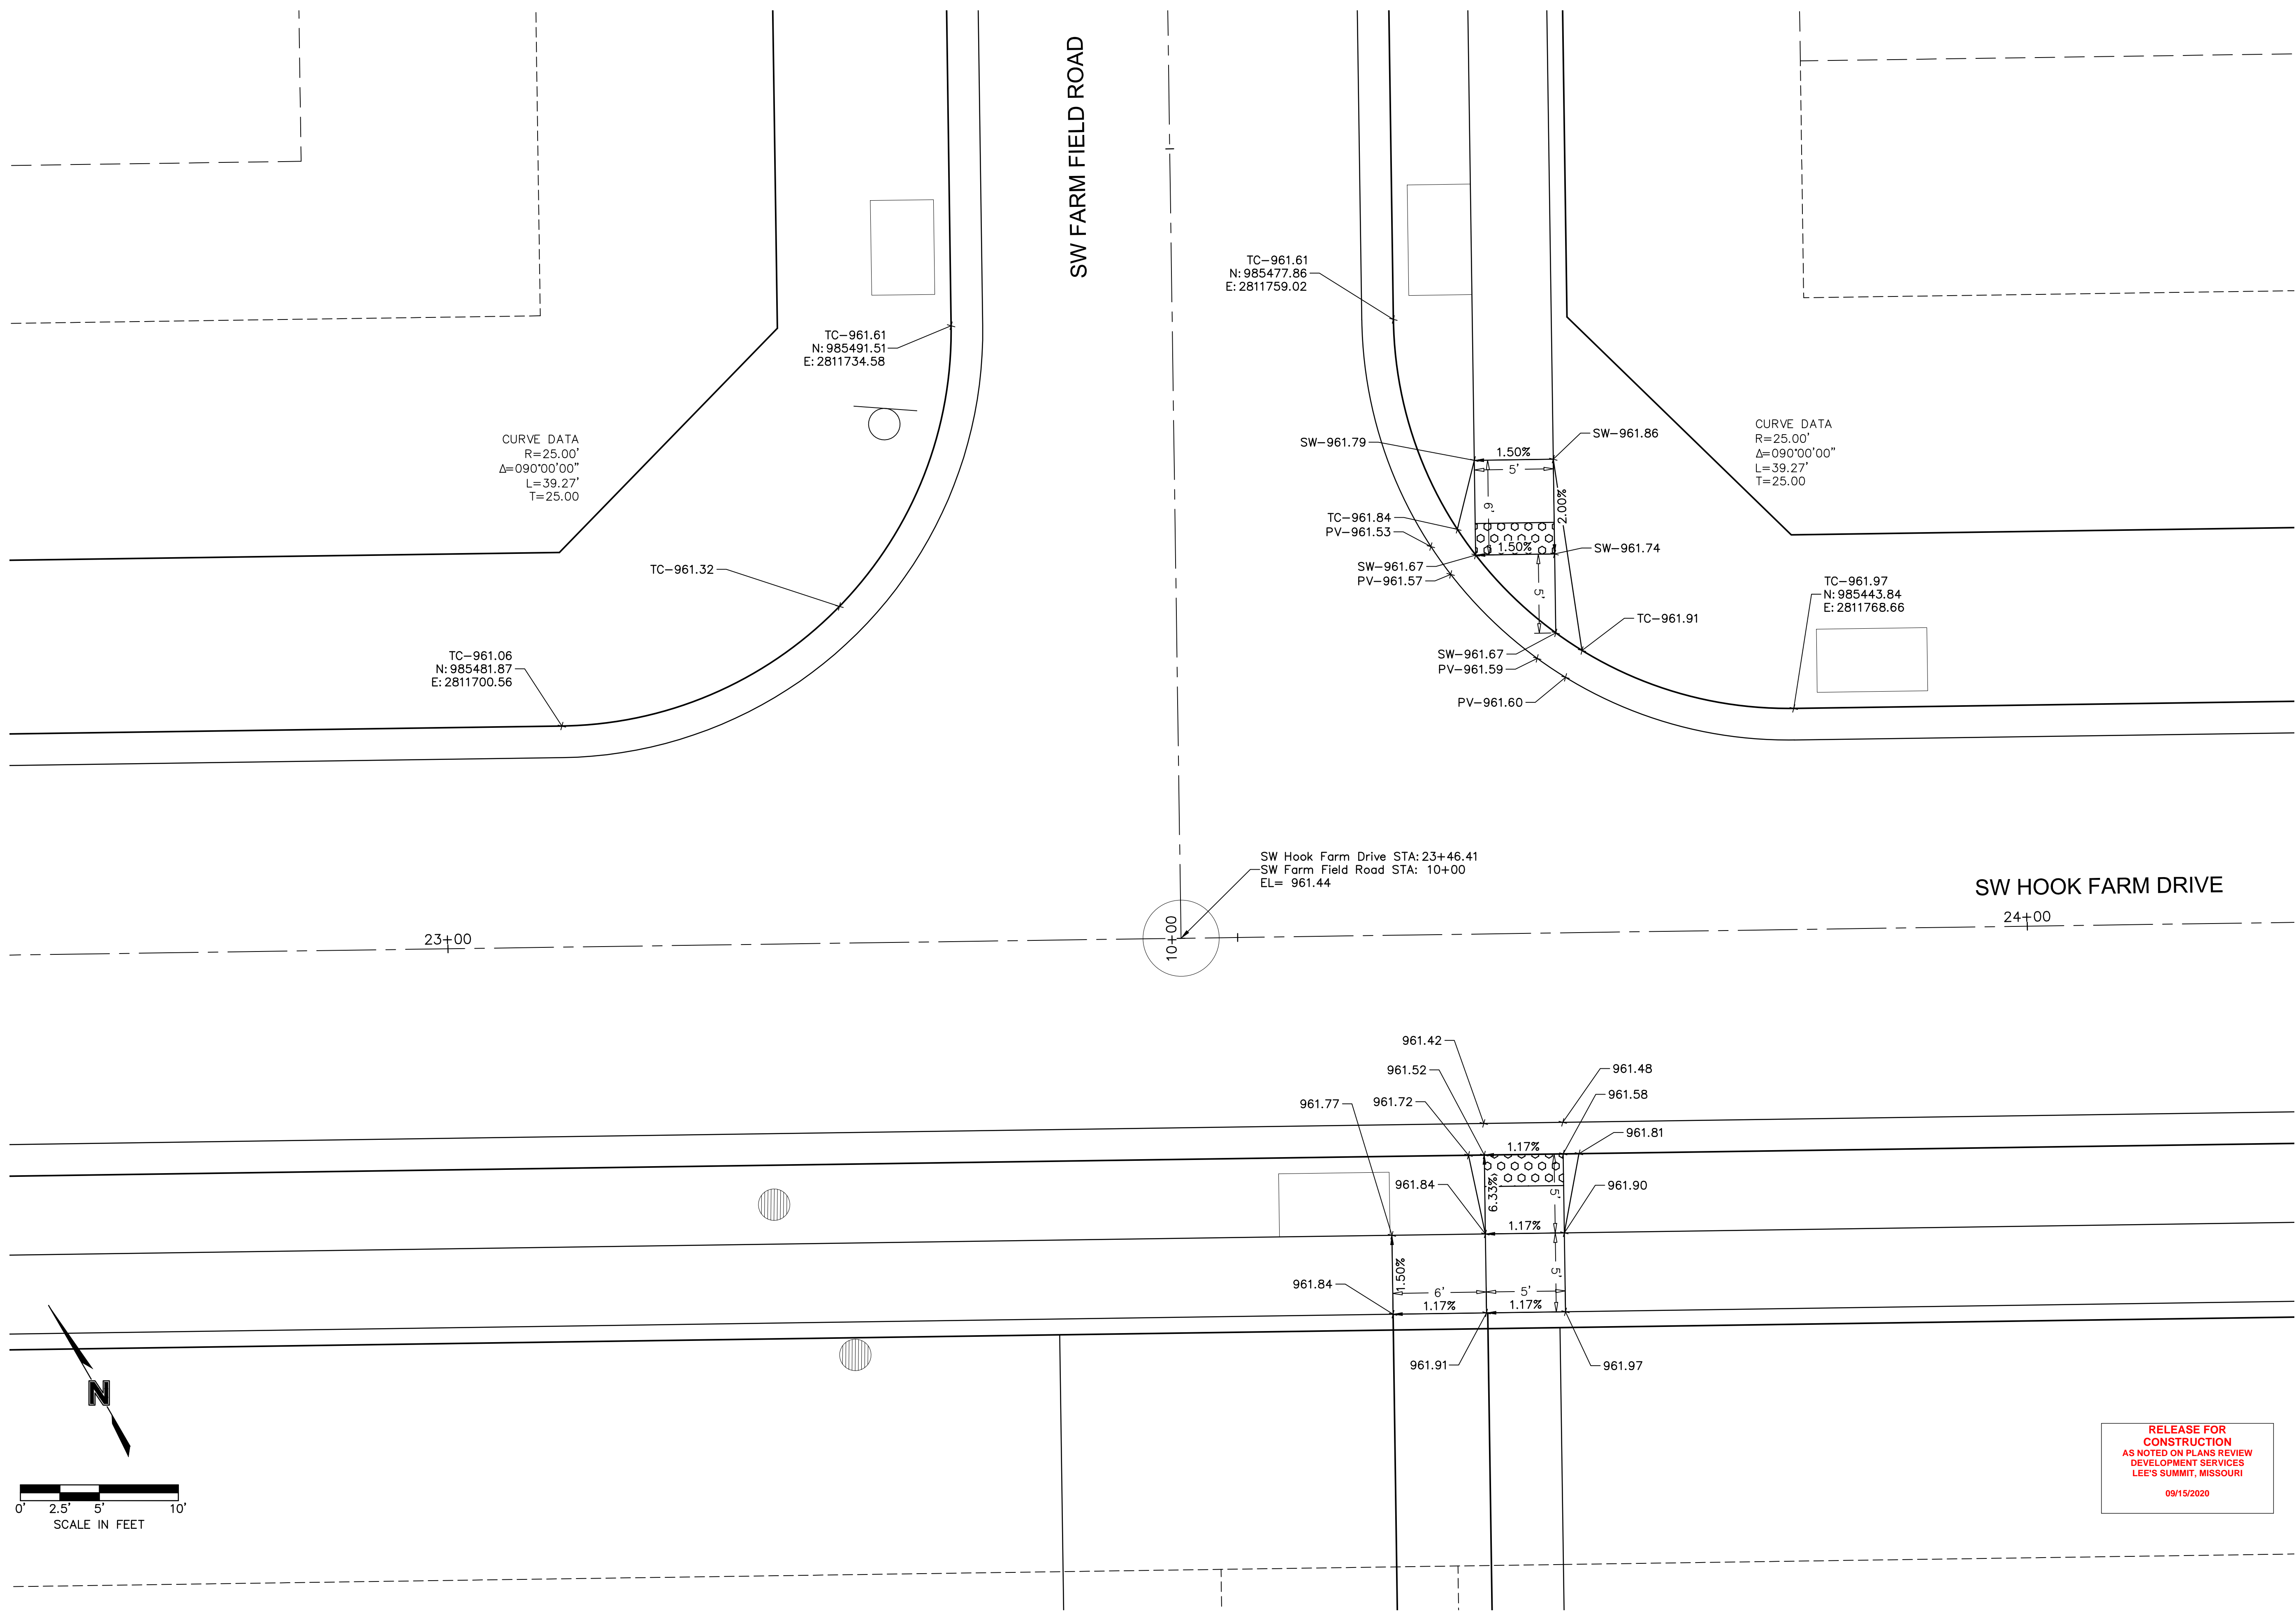 SW FARM FIELD ROAD
TC-961.61
N: 985477.86
E: 2811759.02
TC-961.61
N: 985491.51
E: 2811734.58
CURVE DATA
R=25.00'
Δ=090°00'00"
L=39.27'
T=25.00
CURVE DATA
R=25.00'
Δ=090°00'00"
L=39.27'
T=25.00
SW-961.79
SW-961.86
1.50%
5'
6'
2.00%
TC-961.84
PV-961.53
1.50%
SW-961.74
SW-961.67
PV-961.57
5'
TC-961.32
TC-961.97
N: 985443.84
E: 2811768.66
TC-961.91
TC-961.06
N: 985481.87
E: 2811700.56
SW-961.67
PV-961.59
PV-961.60
SW Hook Farm Drive STA: 23+46.41
SW Farm Field Road STA: 10+00
EL= 961.44
SW HOOK FARM DRIVE
23+00
10+00
24+00
961.42
961.52
961.48
961.58
961.77
961.72
961.81
1.17%
961.84
6.33%
5'
961.90
1.17%
1.50%
5'
961.84
6'
5'
1.17%
1.17%
961.91
961.97
N
0'
2.5'
5'
10'
SCALE IN FEET
RELEASE FOR
CONSTRUCTION
AS NOTED ON PLANS REVIEW
DEVELOPMENT SERVICES
LEE'S SUMMIT, MISSOURI
09/15/2020